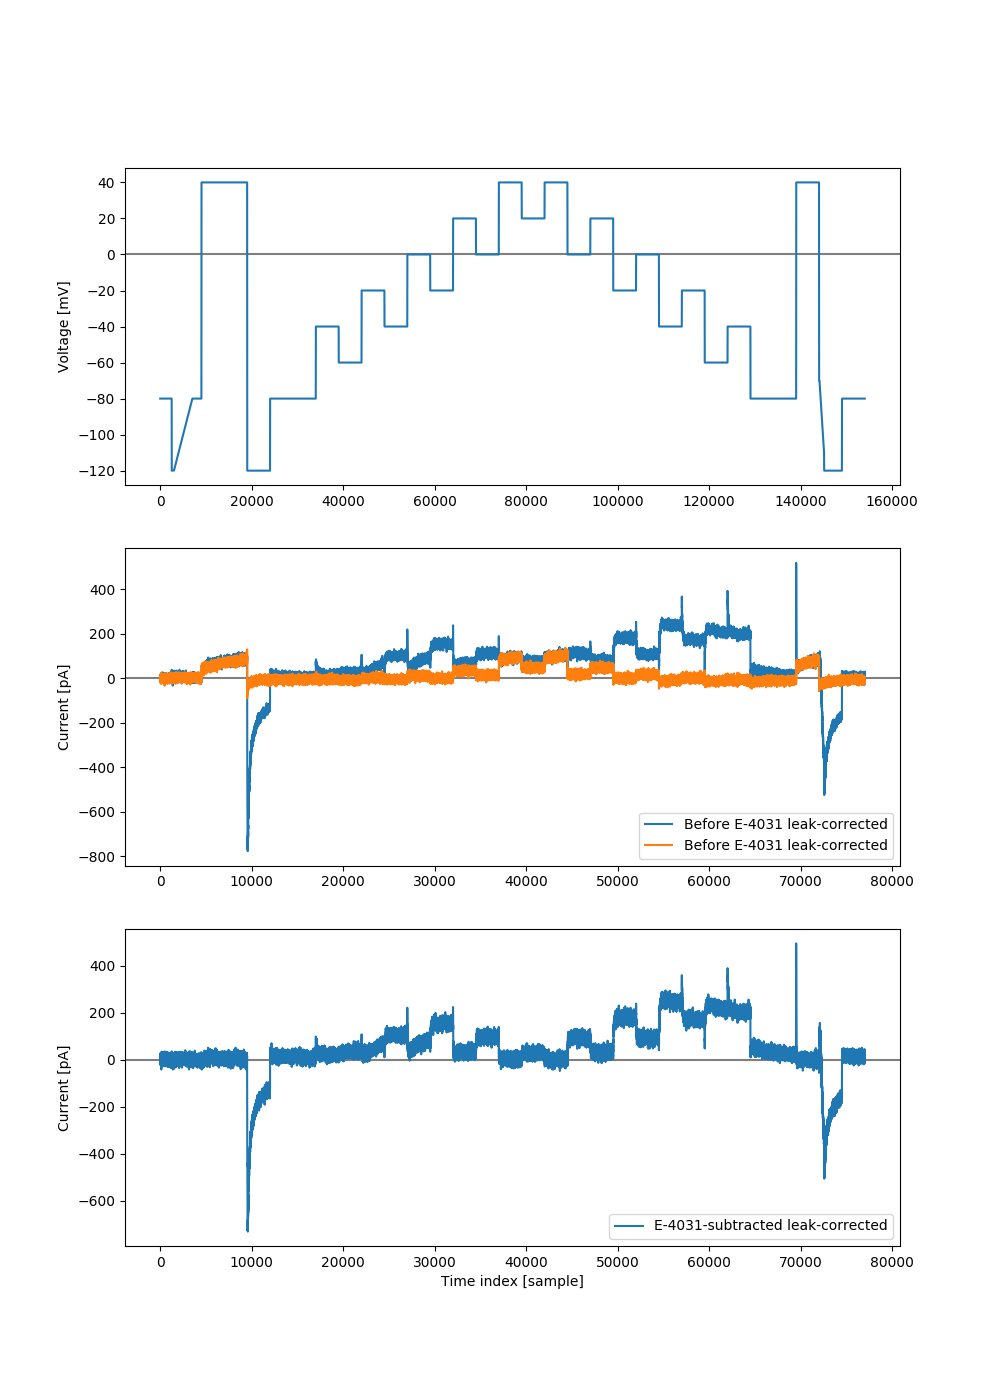 40
20
0
−20
−40
−60
−80
−100
−120
Voltage [mV]
0 20000 40000 60000 80000 100000 120000 140000 160000
400
200
0
−200
−400
−600
−800
Current [pA]
Before E-4031 leak-corrected
Before E-4031 leak-corrected
0 10000 20000 30000 40000 50000 60000 70000 80000
400
200
0
−200
−400
−600
Current [pA]
E-4031-subtracted leak-corrected
0 10000 20000 30000 40000 50000 60000 70000 80000
Time index [sample]